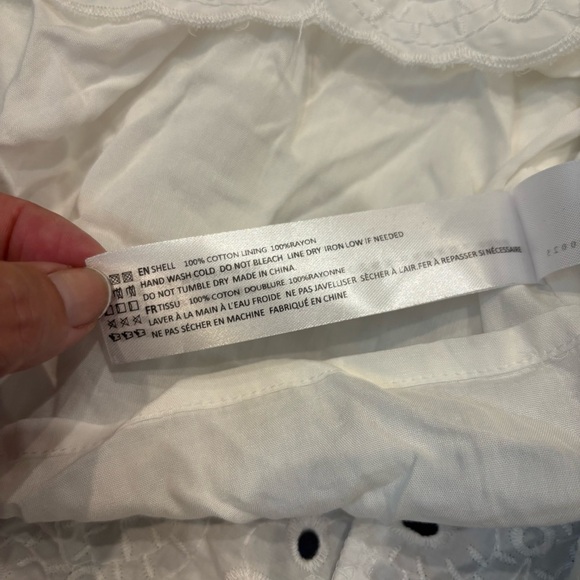 EN SHELL 100% COTTON LINING 100%RAYON
HAND WASH COLD DO NOT BLEACH LINE DRY IRON LOW IF NEEDED
DO NOT TUMBLE DRY MADE IN CHINA
FR TISSU 100% COTON DOUBLURE 100%RAYONNE
LAVER À LA MAIN À L'EAU FROIDE NE PAS JAVELLISER SÉCHER À L'AIR.FER À REPASSER SI NÉCESSAIRE
NE PAS SÉCHER EN MACHINE FABRIQUÉ EN CHINE